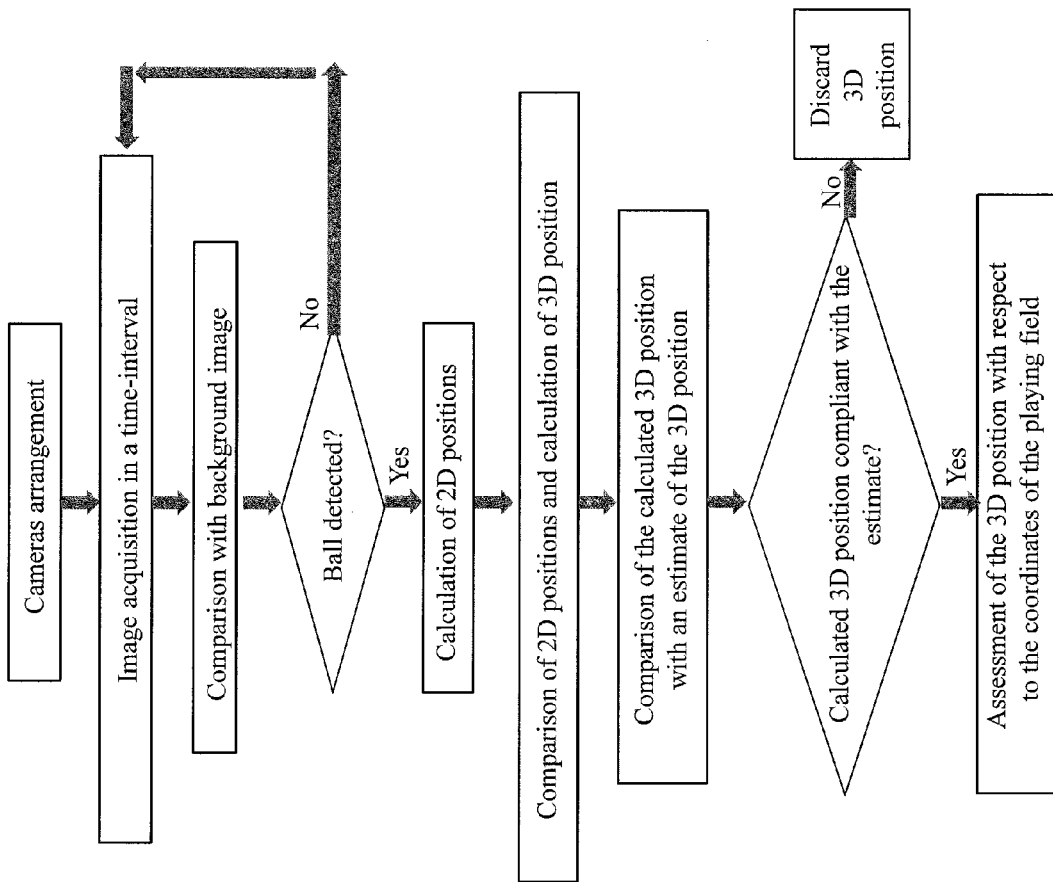 Cameras arrangement
Image acquisition in a time-interval
Comparison with background image
Ball detected?
No
Yes
Calculation of 2D positions
Comparison of 2D positions and calculation of 3D position
Comparison of the calculated 3D position
with an estimate of the 3D position
Calculated 3D position compliant with the
estimate?
No
Discard
3D
position
Yes
Assessment of the 3D position with respect
to the coordinates of the playing field